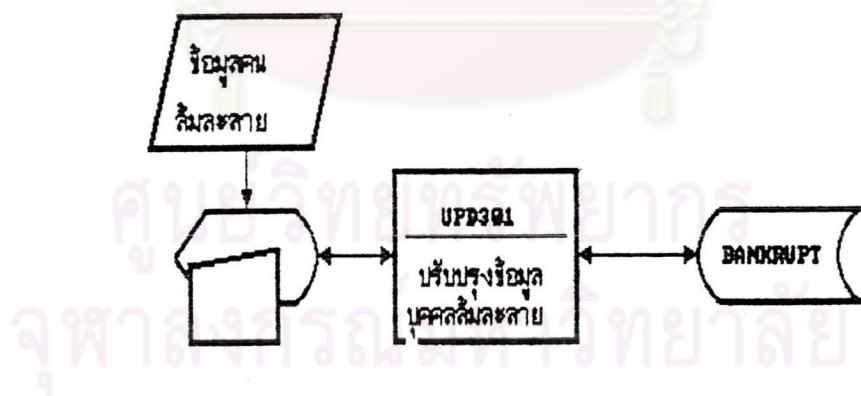 ข้อมูลคน
ล้มละลาย
UPD301
ปรับปรุงข้อมูล
บุคคลล้มละลาย
BANKRUPT
ศูนย์วิทยทรัพยากร
จุฬาลงกรณ์มหาวิทยาลัย